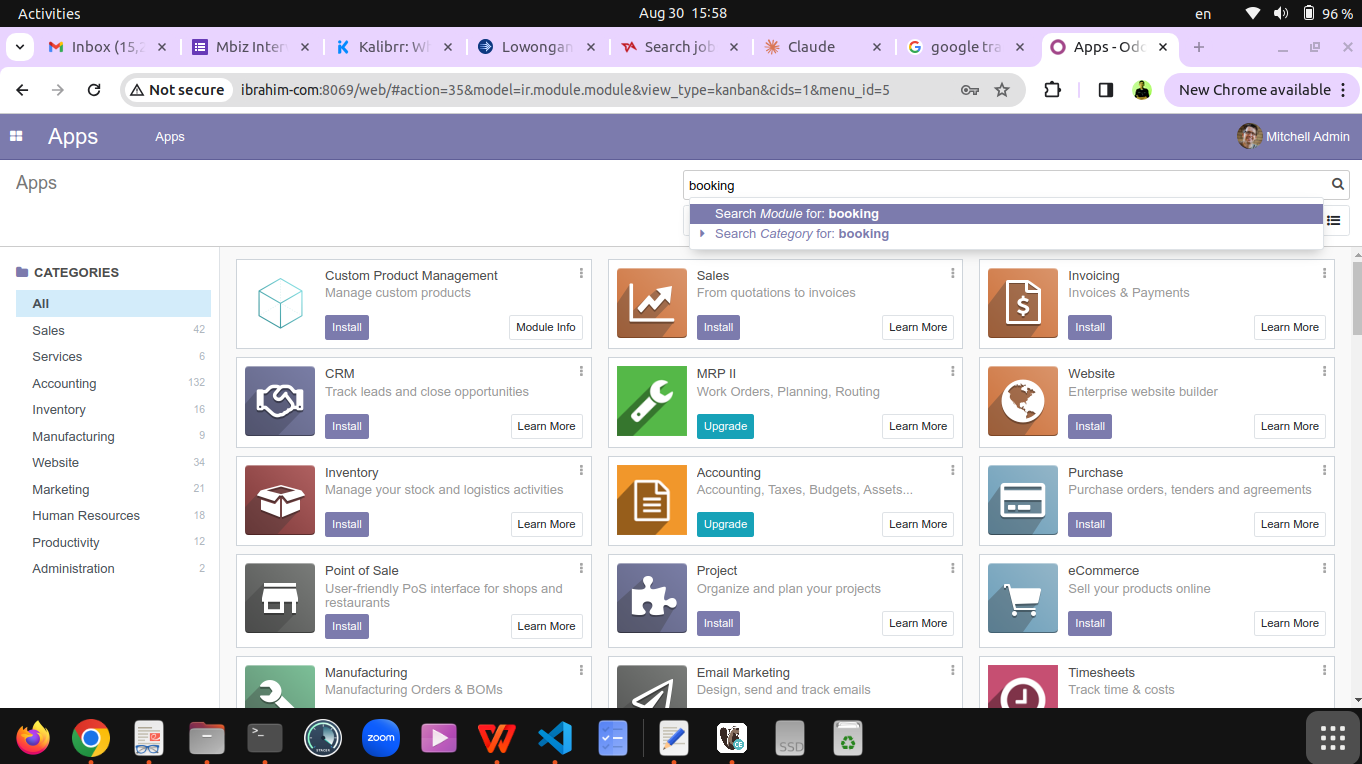 Activities
Aug 30 15:58
en
96 %
Inbox (15,2
Mbiz Inter
Kalibrr: Wh
Lowongan
Search job
Claude
google tra
Apps - Odo
Not secure
ibrahim-com:8069/web/#action=35&model=ir.module.module&view_type=kanban&cids=1&menu_id=5
New Chrome available
Apps
Apps
Mitchell Admin
Apps
booking
Search Module for: booking
Search Category for: booking
CATEGORIES
All
Sales 42
Services 6
Accounting 132
Inventory 16
Manufacturing 9
Website 34
Marketing 21
Human Resources 18
Productivity 12
Administration 2
Custom Product Management
Manage custom products
Install
Module Info
Sales
From quotations to invoices
Install
Learn More
Invoicing
Invoices & Payments
Install
Learn More
CRM
Track leads and close opportunities
Install
Learn More
MRP II
Work Orders, Planning, Routing
Upgrade
Learn More
Website
Enterprise website builder
Install
Learn More
Inventory
Manage your stock and logistics activities
Install
Learn More
Accounting
Accounting, Taxes, Budgets, Assets...
Upgrade
Learn More
Purchase
Purchase orders, tenders and agreements
Install
Learn More
Point of Sale
User-friendly PoS interface for shops and
restaurants
Install
Learn More
Project
Organize and plan your projects
Install
Learn More
eCommerce
Sell your products online
Install
Learn More
Manufacturing
Manufacturing Orders & BOMs
Email Marketing
Design, send and track emails
Timesheets
Track time & costs
zoom
CE
SSD